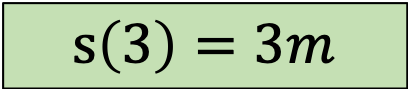 s(3) = 3m